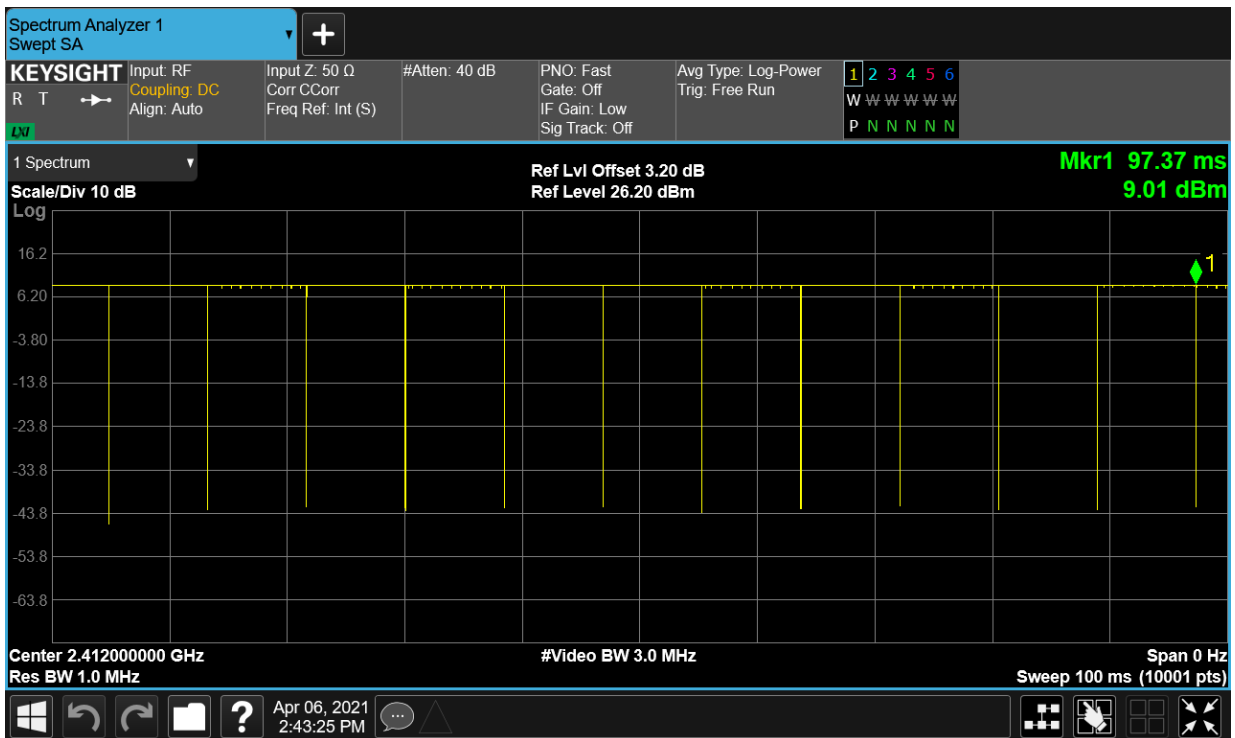 Spectrum Analyzer 1
Swept SA
KEYSIGHT
R T
LXI
Input: RF
Coupling: DC
Align: Auto
Input Z: 50 Ω
Corr CCorr
Freq Ref: Int (S)
#Atten: 40 dB
PNO: Fast
Gate: Off
IF Gain: Low
Sig Track: Off
Avg Type: Log-Power
Trig: Free Run
1 2 3 4 5 6
W W W W W W
P N N N N N
1 Spectrum
Scale/Div 10 dB
Log
Ref Lvl Offset 3.20 dB
Ref Level 26.20 dBm
Mkr1 97.37 ms
9.01 dBm
1
16.2
6.20
-3.80
-13.8
-23.8
-33.8
-43.8
-53.8
-63.8
Center 2.412000000 GHz
Res BW 1.0 MHz
#Video BW 3.0 MHz
Span 0 Hz
Sweep 100 ms (10001 pts)
?
Apr 06, 2021
2:43:25 PM